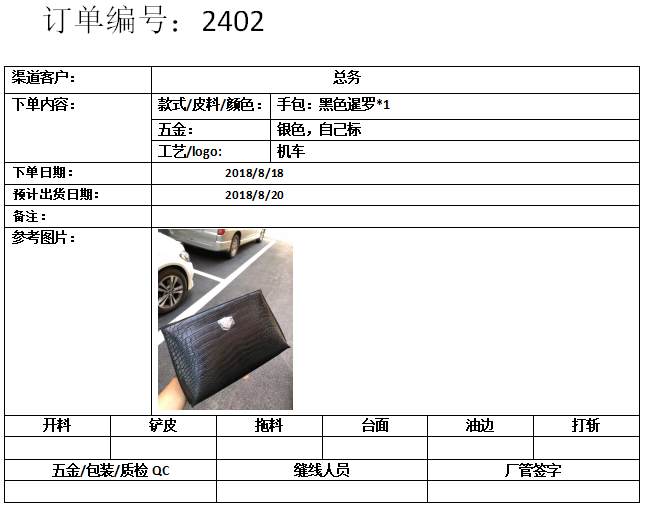 订单编号：2402
渠道客户： 总务
下单内容： 款式/皮料/颜色： 手包：黑色暹罗*1
五金： 银色，自己标
工艺/logo: 机车
下单日期： 2018/8/18
预计出货日期： 2018/8/20
备注：
参考图片：
开料 铲皮 拖料 台面 油边 打斩
五金/包装/质检 QC 缝线人员 厂管签字